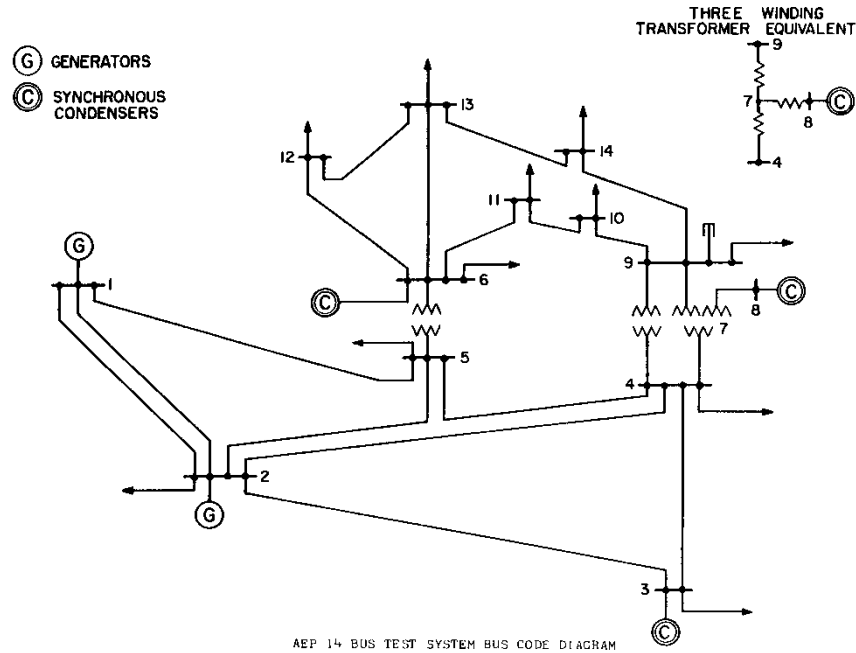 THREE WINDING
TRANSFORMER EQUIVALENT
9
7
8
C
4
G GENERATORS
C SYNCHRONOUS
CONDENSERS
13
12
14
11
10
G
1
9
6
C
8
C
7
5
4
2
G
3
C
AEP 14 BUS TEST SYSTEM BUS CODE DIAGRAM